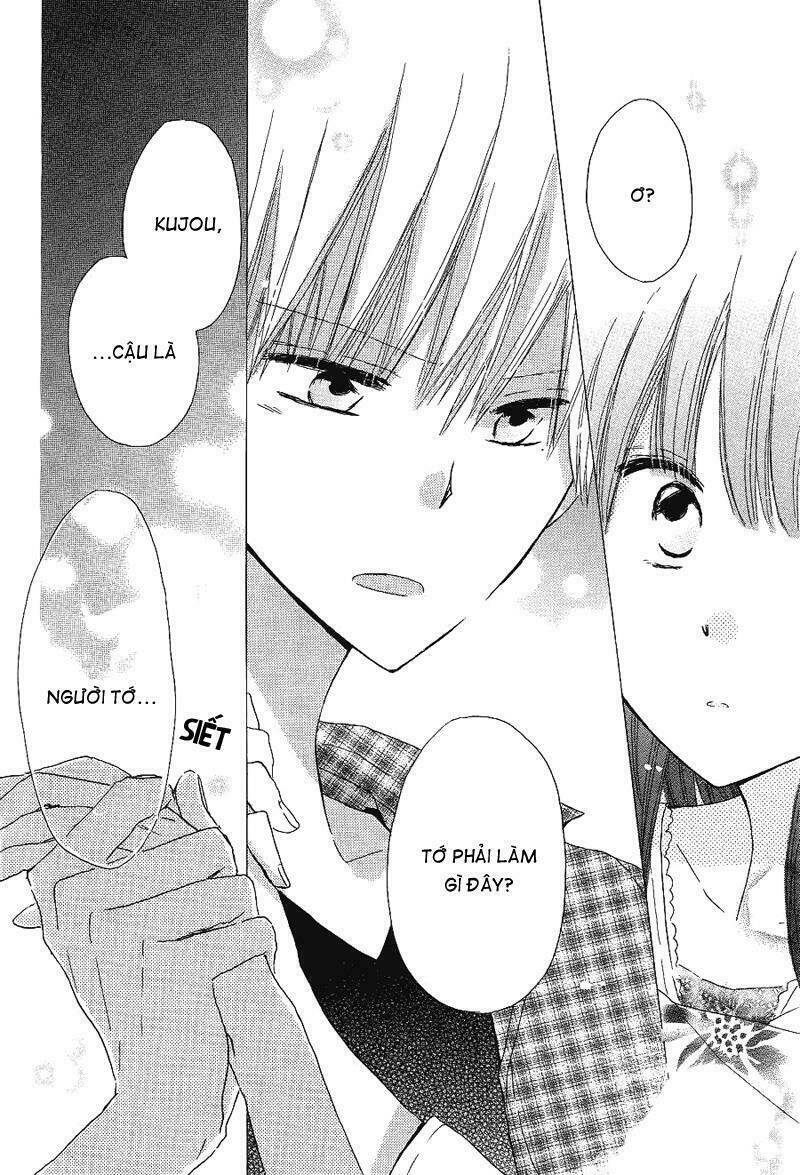 Ơ?
TỚ PHẢI LÀM
GÌ ĐÂY?
KUJOU,
...CẬU LÀ
NGƯỜI TỚ...
SIẾT